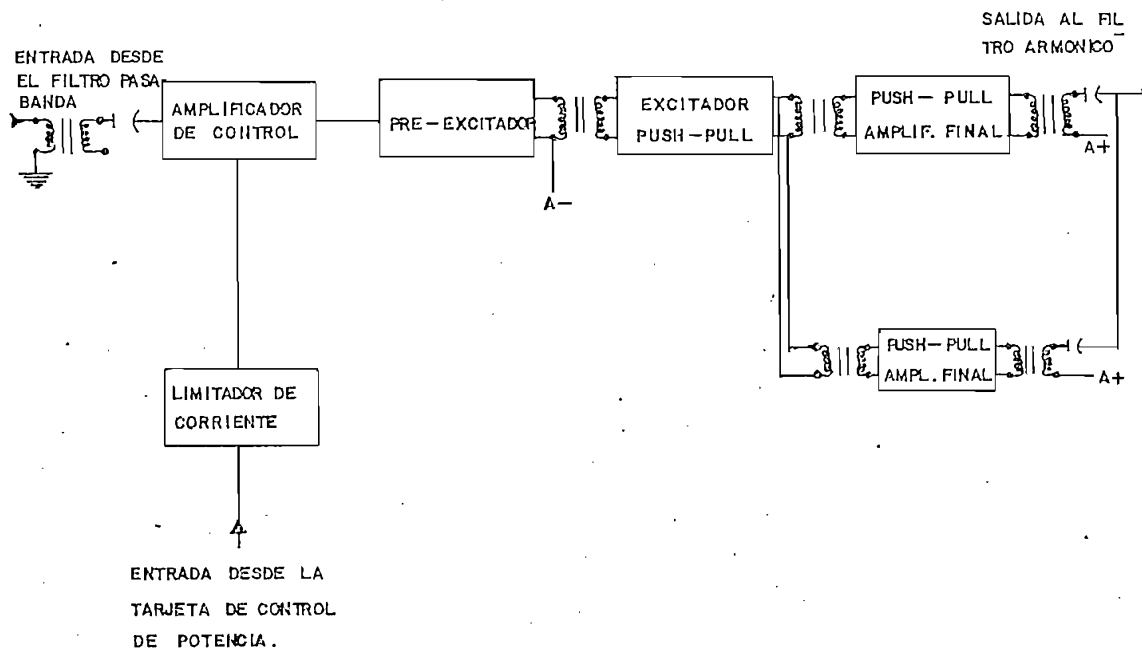 SALIDA AL FIL-
TRO ARMONICO
ENTRADA DESDE
EL FILTRO PASA
BANDA
AMPLIFICADOR
DE CONTROL
PRE-EXCITADOR
A-
EXCITADOR
PUSH-PULL
PUSH-PULL
AMPLIF. FINAL
A+
PUSH-PULL
AMPL. FINAL
A+
LIMITADOR DE
CORRIENTE
ENTRADA DESDE LA
TARJETA DE CONTROL
DE POTENCIA.